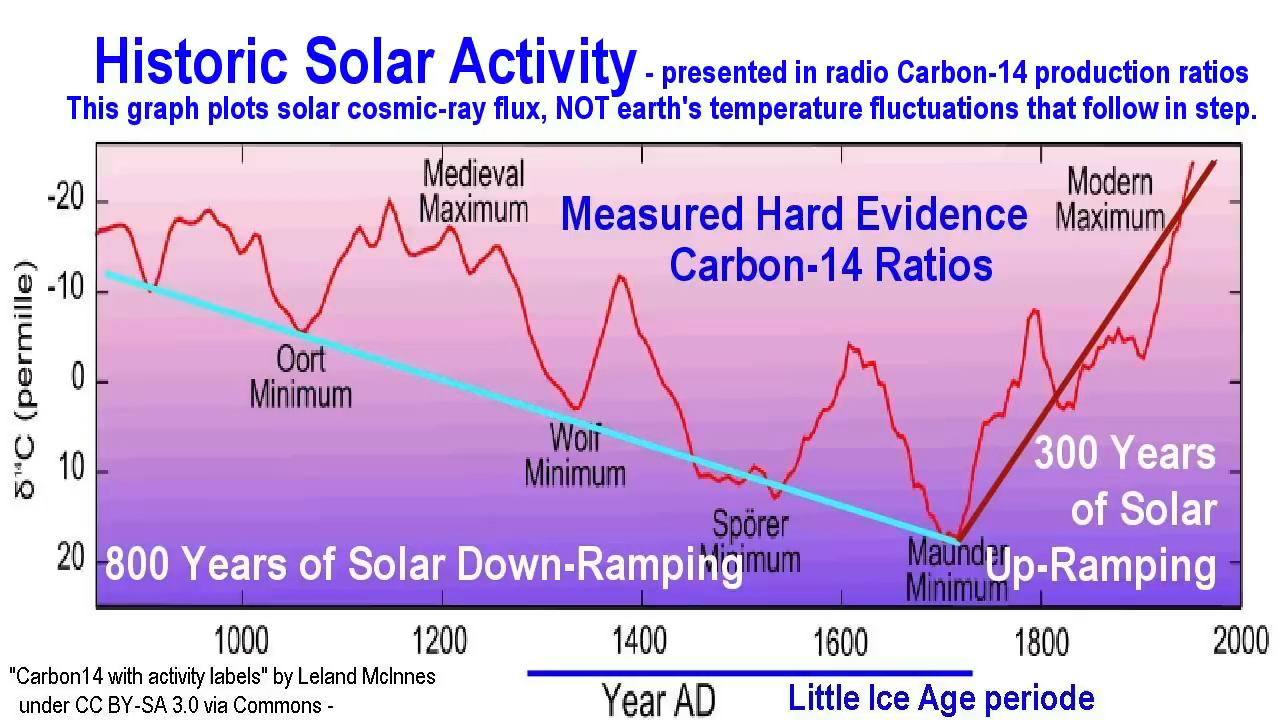 Historic Solar Activity - presented in radio Carbon-14 production ratios
This graph plots solar cosmic-ray flux, NOT earth's temperature fluctuations that follow in step.
Medieval
Maximum
Measured Hard Evidence
Carbon-14 Ratios
Modern
Maximum
δ¹⁴C (permille)
-20
-10
0
10
20
Oort
Minimum
Wolf
Minimum
Spörer
Minimum
Maunder
Minimum
800 Years of Solar Down-Ramping
300 Years
of Solar
Up-Ramping
1000 1200 1400 1600 1800 2000
Year AD
Little Ice Age periode
"Carbon14 with activity labels" by Leland McInnes
under CC BY-SA 3.0 via Commons -